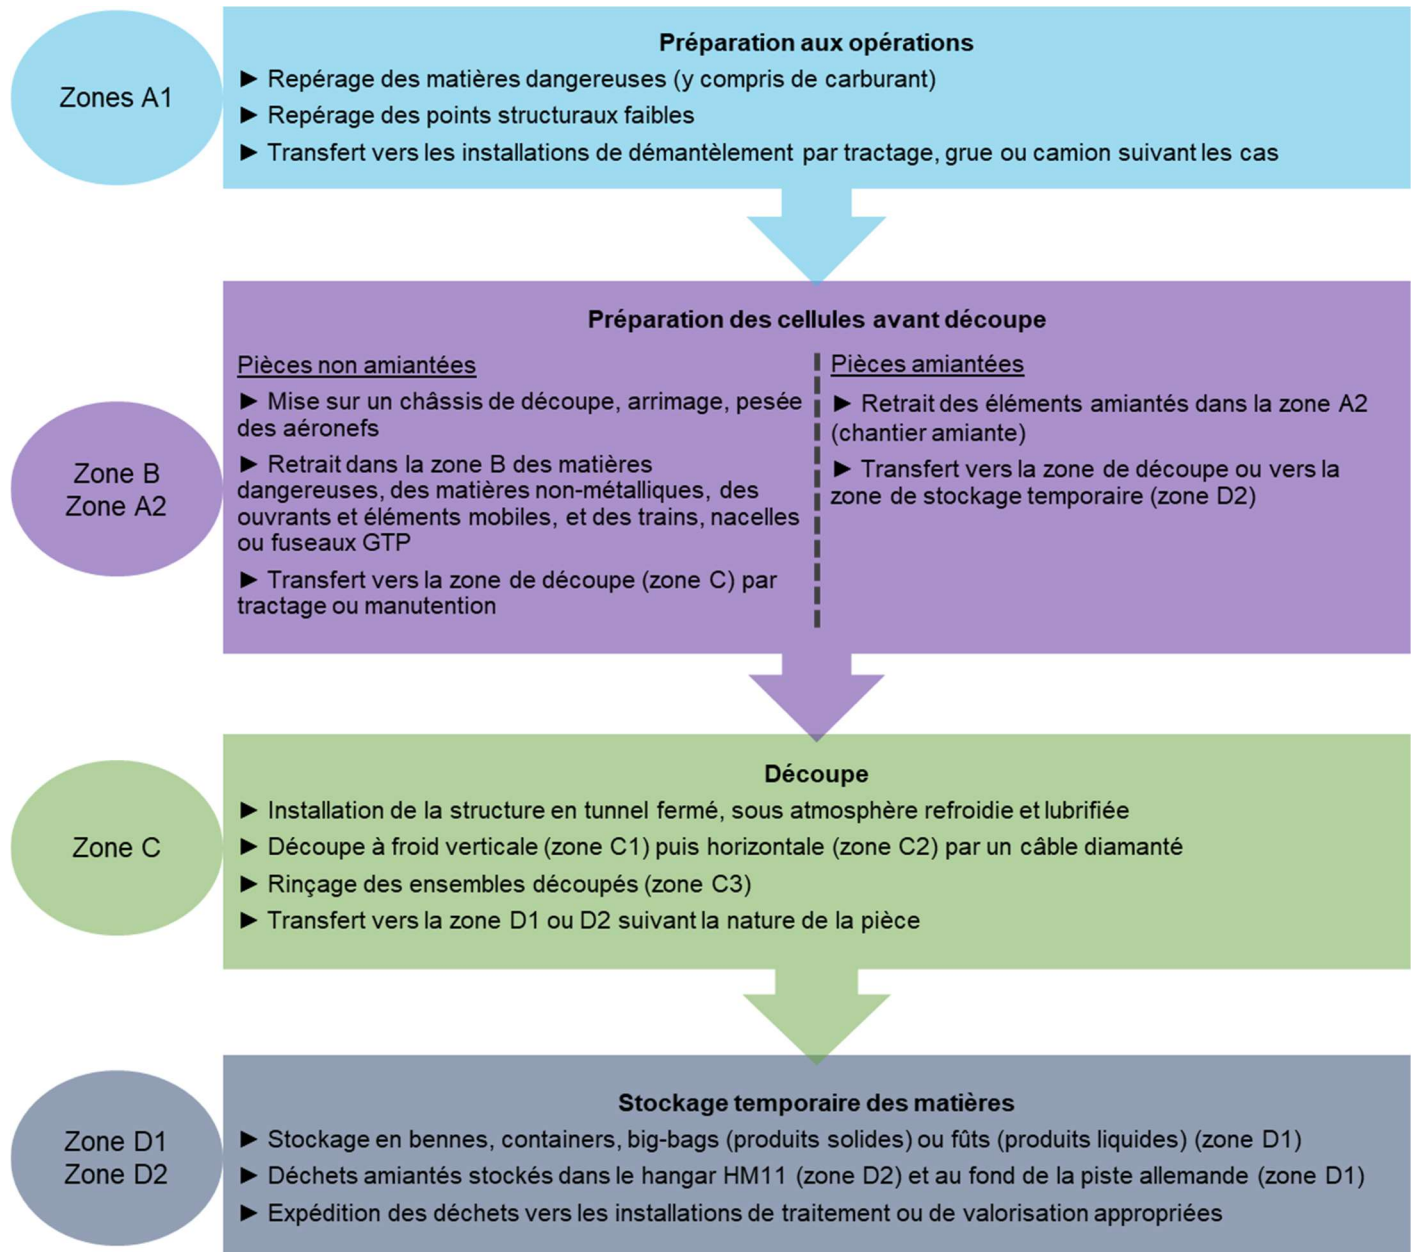 Zones A1
Préparation aux opérations
► Repérage des matières dangereuses (y compris de carburant)
► Repérage des points structuraux faibles
► Transfert vers les installations de démantèlement par tractage, grue ou camion suivant les cas
Zone B
Zone A2
Préparation des cellules avant découpe
Pièces non amiantées
► Mise sur un châssis de découpe, arrimage, pesée
des aéronefs
► Retrait dans la zone B des matières
dangereuses, des matières non-métalliques, des
ouvrants et éléments mobiles, et des trains, nacelles
ou fuseaux GTP
► Transfert vers la zone de découpe (zone C) par
tractage ou manutention
Pièces amiantées
► Retrait des éléments amiantés dans la zone A2
(chantier amiante)
► Transfert vers la zone de découpe ou vers la
zone de stockage temporaire (zone D2)
Zone C
Découpe
► Installation de la structure en tunnel fermé, sous atmosphère refroidie et lubrifiée
► Découpe à froid verticale (zone C1) puis horizontale (zone C2) par un câble diamanté
► Rinçage des ensembles découpés (zone C3)
► Transfert vers la zone D1 ou D2 suivant la nature de la pièce
Zone D1
Zone D2
Stockage temporaire des matières
► Stockage en bennes, containers, big-bags (produits solides) ou fûts (produits liquides) (zone D1)
► Déchets amiantés stockés dans le hangar HM11 (zone D2) et au fond de la piste allemande (zone D1)
► Expédition des déchets vers les installations de traitement ou de valorisation appropriées